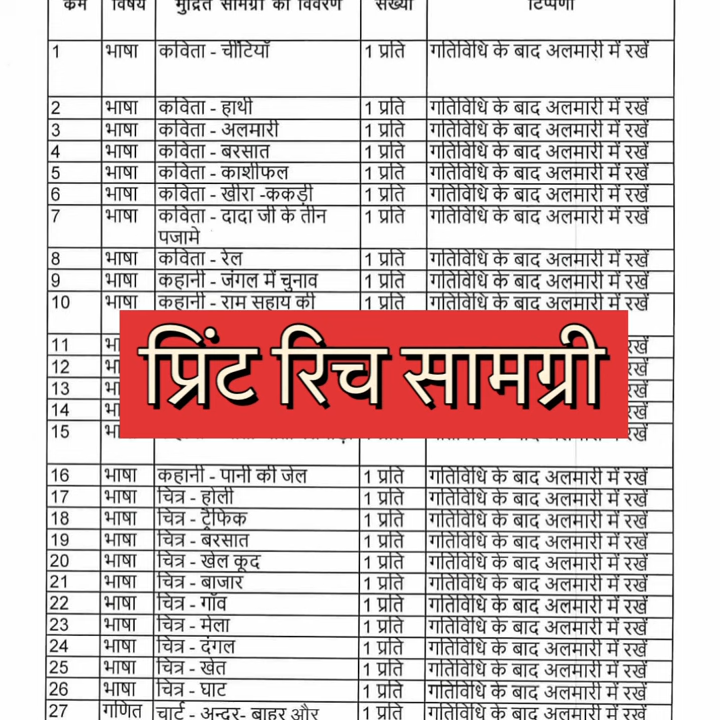 क्रम विषय मुद्रित सामग्री का विवरण संख्या टिप्पणी
1 भाषा कविता - चींटियाँ 1 प्रति गतिविधि के बाद अलमारी में रखें
2 भाषा कविता - हाथी 1 प्रति गतिविधि के बाद अलमारी में रखें
3 भाषा कविता - अलमारी 1 प्रति गतिविधि के बाद अलमारी में रखें
4 भाषा कविता - बरसात 1 प्रति गतिविधि के बाद अलमारी में रखें
5 भाषा कविता - काशीफल 1 प्रति गतिविधि के बाद अलमारी में रखें
6 भाषा कविता - खीरा -ककड़ी 1 प्रति गतिविधि के बाद अलमारी में रखें
7 भाषा कविता - दादा जी के तीन 1 प्रति गतिविधि के बाद अलमारी में रखें
पजामे
8 भाषा कविता - रेल 1 प्रति गतिविधि के बाद अलमारी में रखें
9 भाषा कहानी - जंगल में चुनाव 1 प्रति गतिविधि के बाद अलमारी में रखें
10 भाषा कहानी - राम सहाय की 1 प्रति गतिविधि के बाद अलमारी में रखें
प्रिंट रिच सामग्री
11 रखें
12 रखें
13 रखें
14 रखें
15 रखें
16 भाषा कहानी - पानी की जेल 1 प्रति गतिविधि के बाद अलमारी में रखें
17 भाषा चित्र - होली 1 प्रति गतिविधि के बाद अलमारी में रखें
18 भाषा चित्र - ट्रैफिक 1 प्रति गतिविधि के बाद अलमारी में रखें
19 भाषा चित्र - बरसात 1 प्रति गतिविधि के बाद अलमारी में रखें
20 भाषा चित्र - खेल कूद 1 प्रति गतिविधि के बाद अलमारी में रखें
21 भाषा चित्र - बाजार 1 प्रति गतिविधि के बाद अलमारी में रखें
22 भाषा चित्र - गाँव 1 प्रति गतिविधि के बाद अलमारी में रखें
23 भाषा चित्र - मेला 1 प्रति गतिविधि के बाद अलमारी में रखें
24 भाषा चित्र - दंगल 1 प्रति गतिविधि के बाद अलमारी में रखें
25 भाषा चित्र - खेत 1 प्रति गतिविधि के बाद अलमारी में रखें
26 भाषा चित्र - घाट 1 प्रति गतिविधि के बाद अलमारी में रखें
27 गणित चार्ट - अन्दर- बाहर और 1 प्रति गतिविधि के बाद अलमारी में रखें